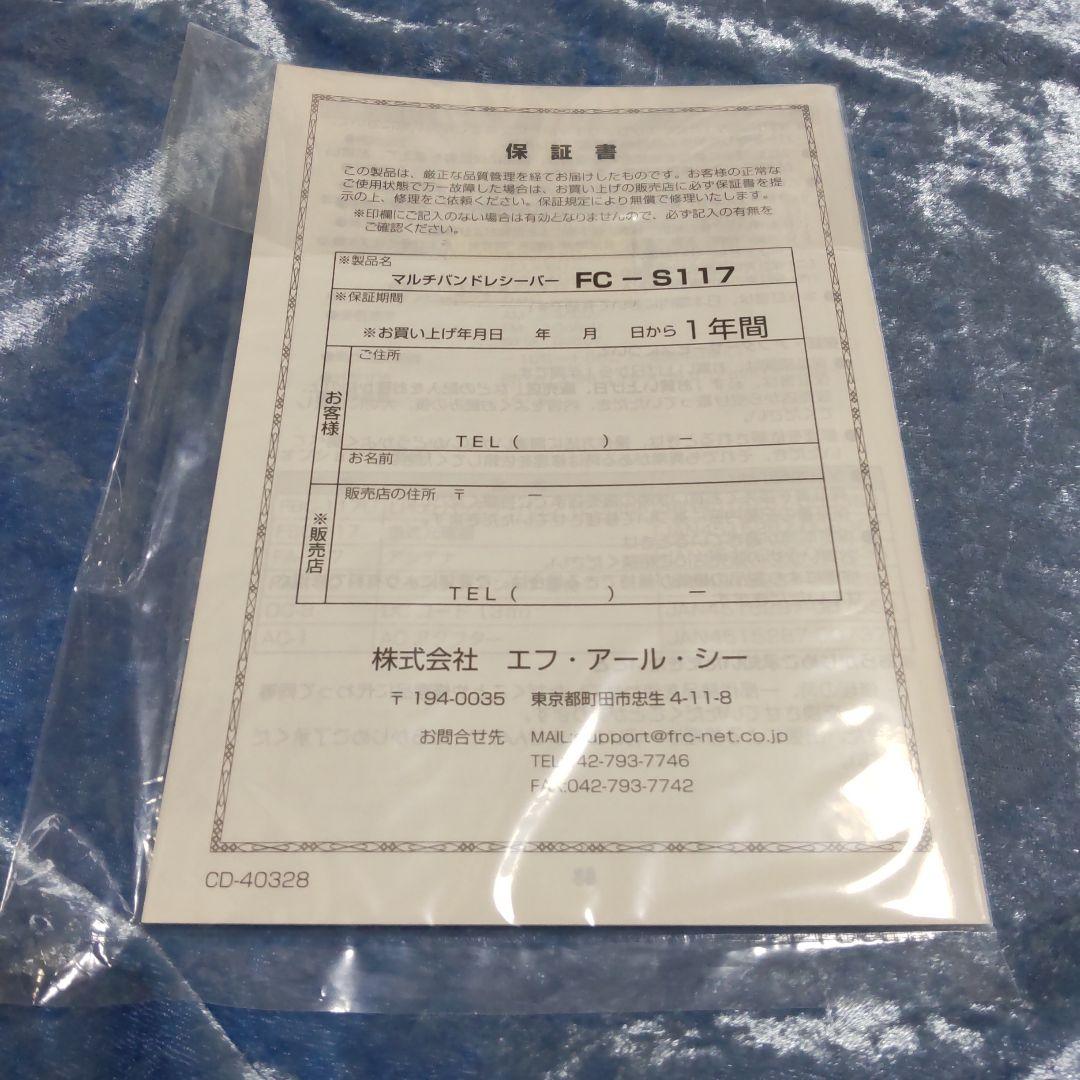 保証書
この製品は、厳正な品質管理を経てお届けしたものです。お客様の正常な
ご使用状態で万一故障した場合は、お買い上げの販売店に必ず保証書を提
示の上、修理をご依頼ください。保証規定により無償で修理いたします。
※印欄にご記入のない場合は有効となりませんので、必ず記入の有無を
ご確認ください。
※製品名
マルチバンドレシーバー FC-S117
※保証期間
※お買い上げ年月日 年 月 日から 1年間
お客様
ご住所
TEL( ) ー
お名前
※販売店
販売店の住所 〒 ー
TEL( ) ー
株式会社 エフ・アール・シー
〒194-0035 東京都町田市忠生4-11-8
お問合せ先 MAIL:support@frc-net.co.jp
TEL:042-793-7746
FAX:042-793-7742
CD-40328